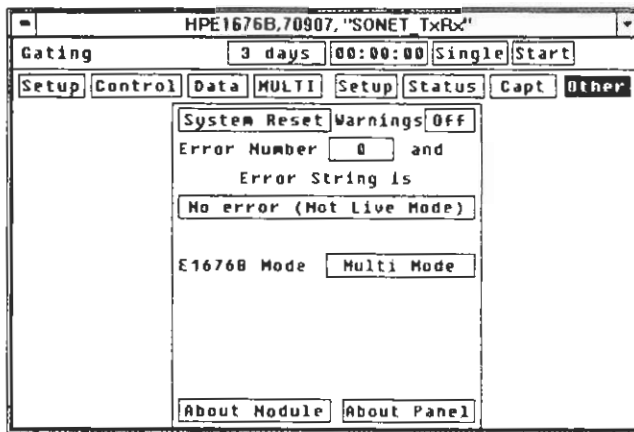 HPE1676B,70907, "SONET_TxRx"
Gating 3 days 00:00:00 Single Start
Setup Control Data MULTI Setup Status Capt Other
System Reset Warnings Off
Error Number 0 and
Error String is
No error (Not Live Mode)
E1676B Mode Multi Mode
About Module About Panel